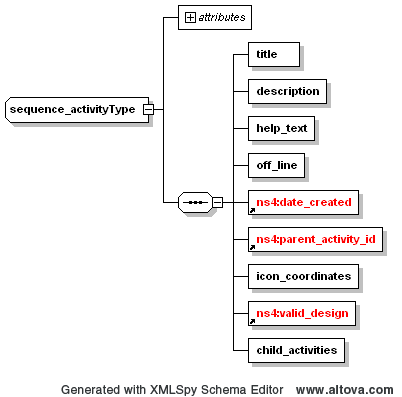 attributes
sequence_activityType
title
description
help_text
off_line
ns4:date_created
ns4:parent_activity_id
icon_coordinates
ns4:valid_design
child_activities
Generated with XMLSpy Schema Editor www.altova.com